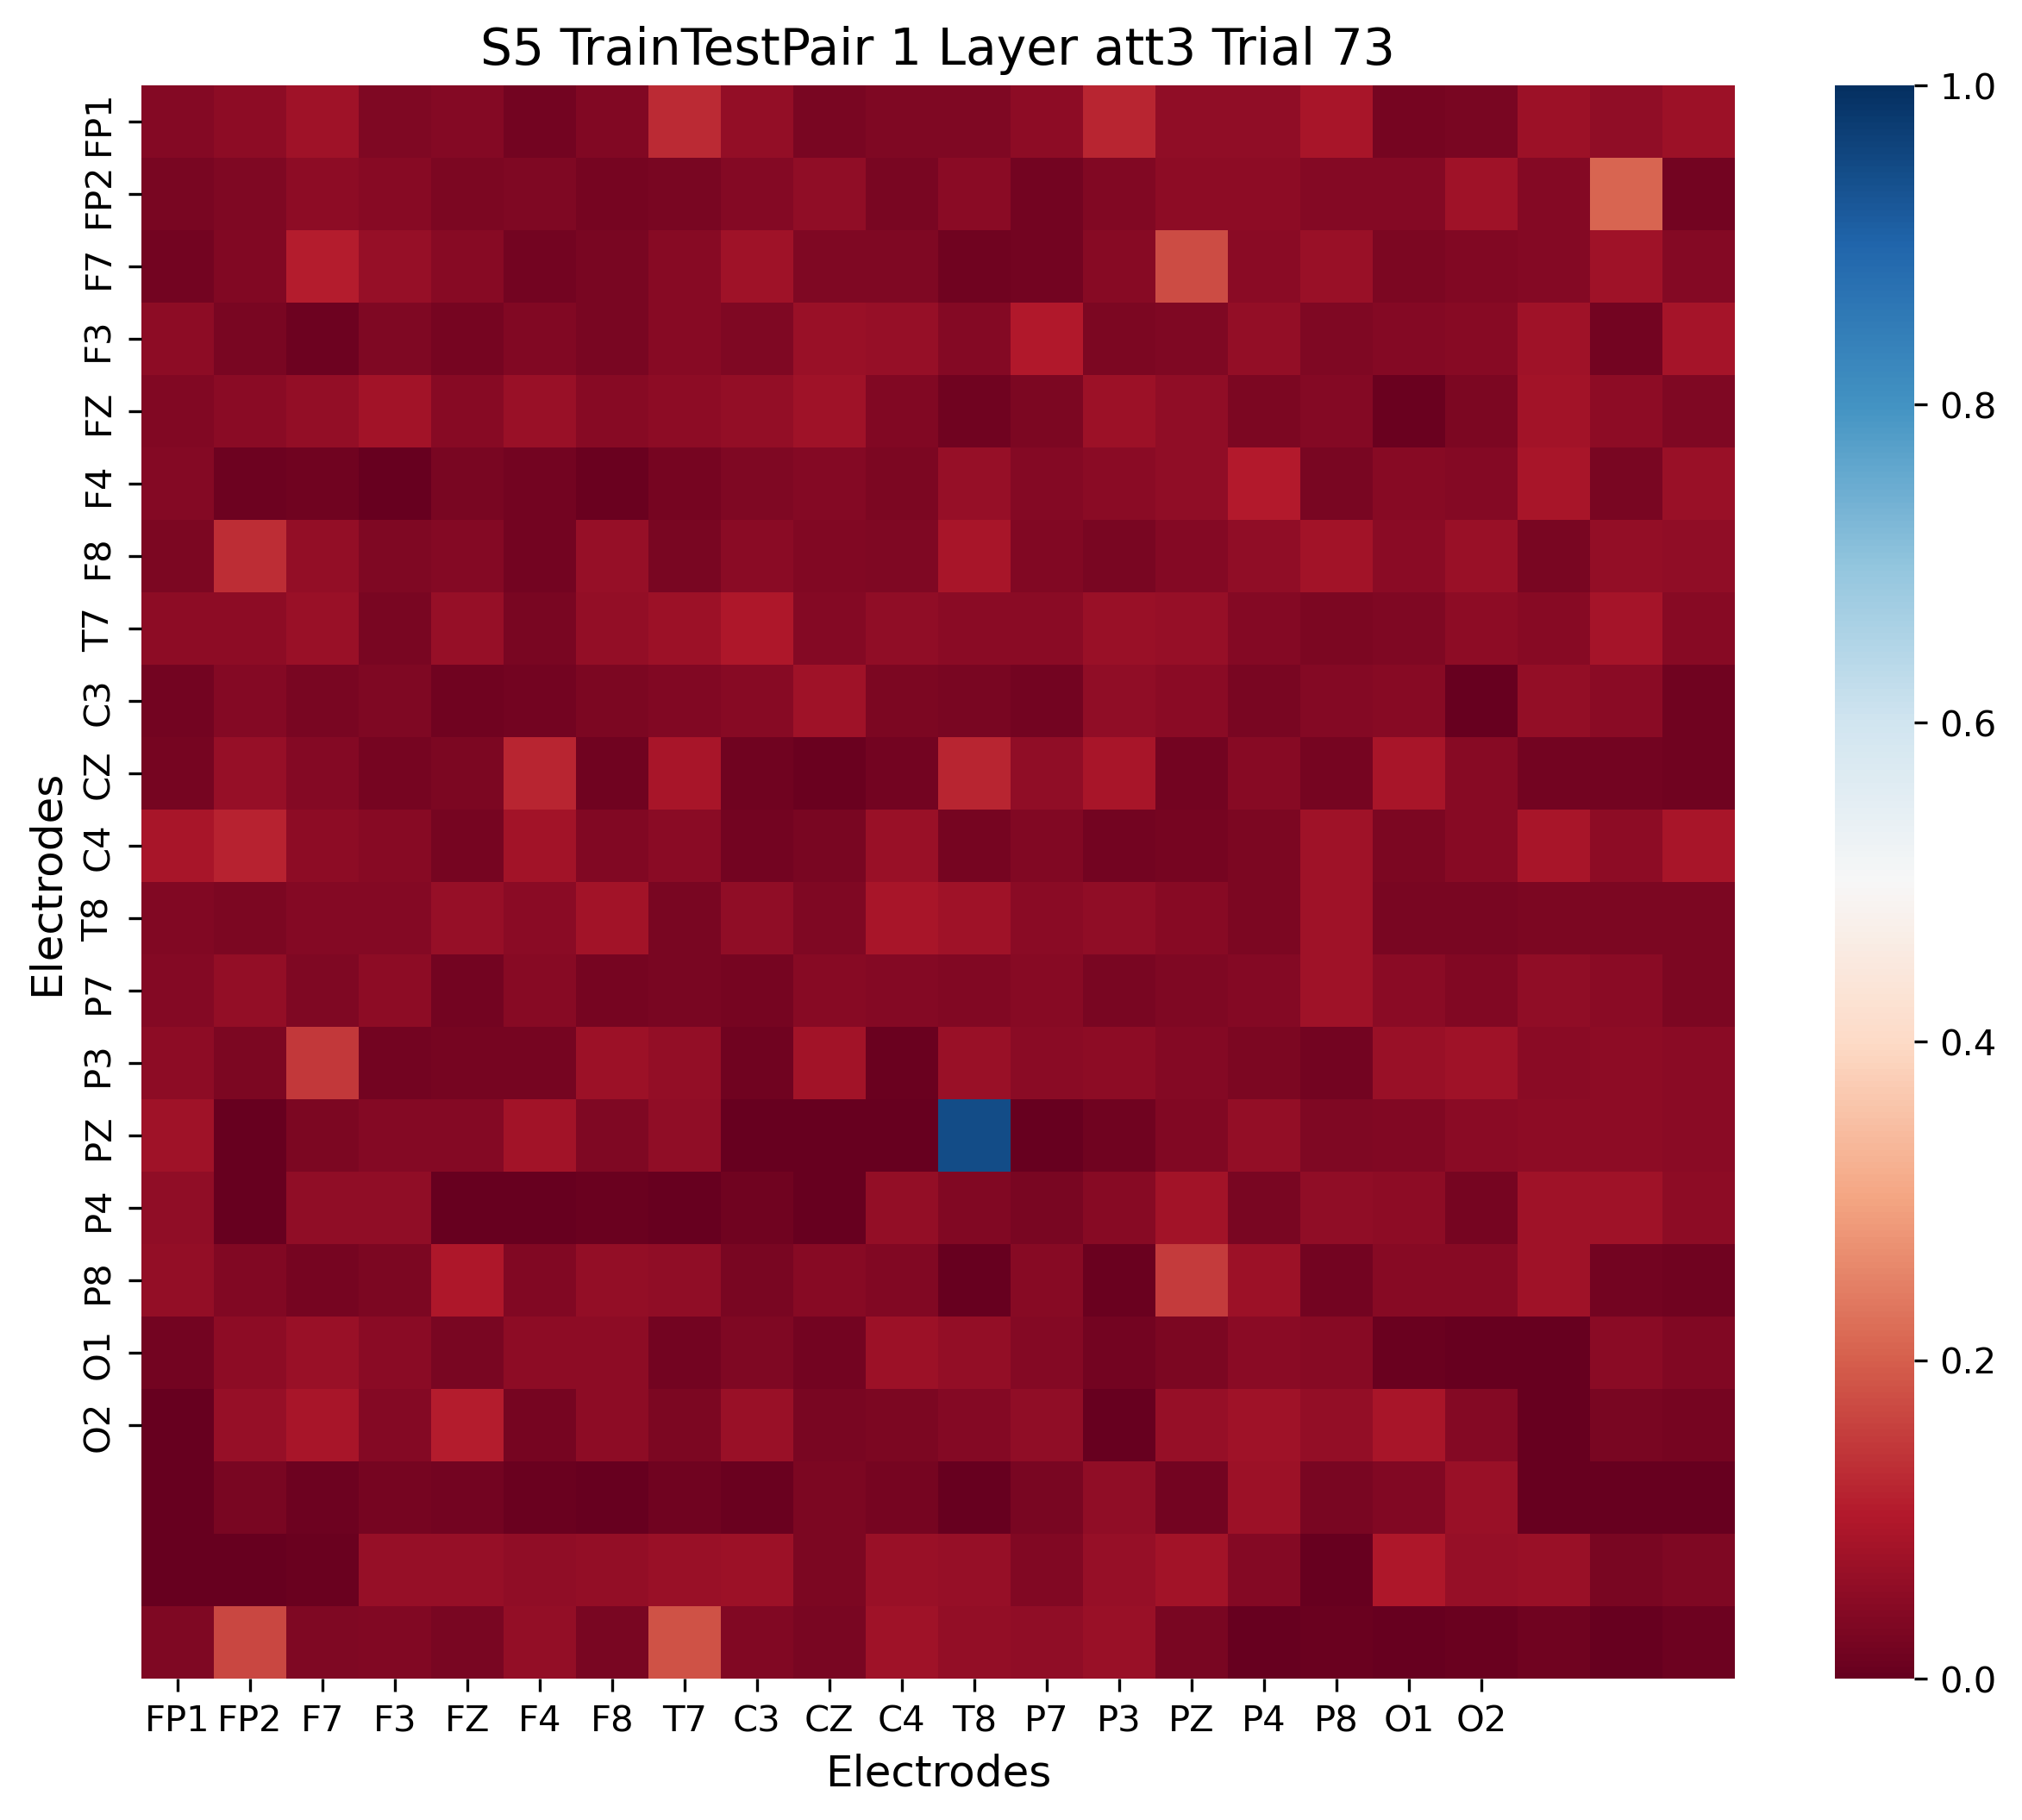 S5 TrainTestPair 1 Layer att3 Trial 73
Electrodes
FP1
FP2
F7
F3
FZ
F4
F8
T7
C3
CZ
C4
T8
P7
P3
PZ
P4
P8
O1
O2
FP1 FP2 F7 F3 FZ F4 F8 T7 C3 CZ C4 T8 P7 P3 PZ P4 P8 O1 O2
Electrodes
1.0
0.8
0.6
0.4
0.2
0.0